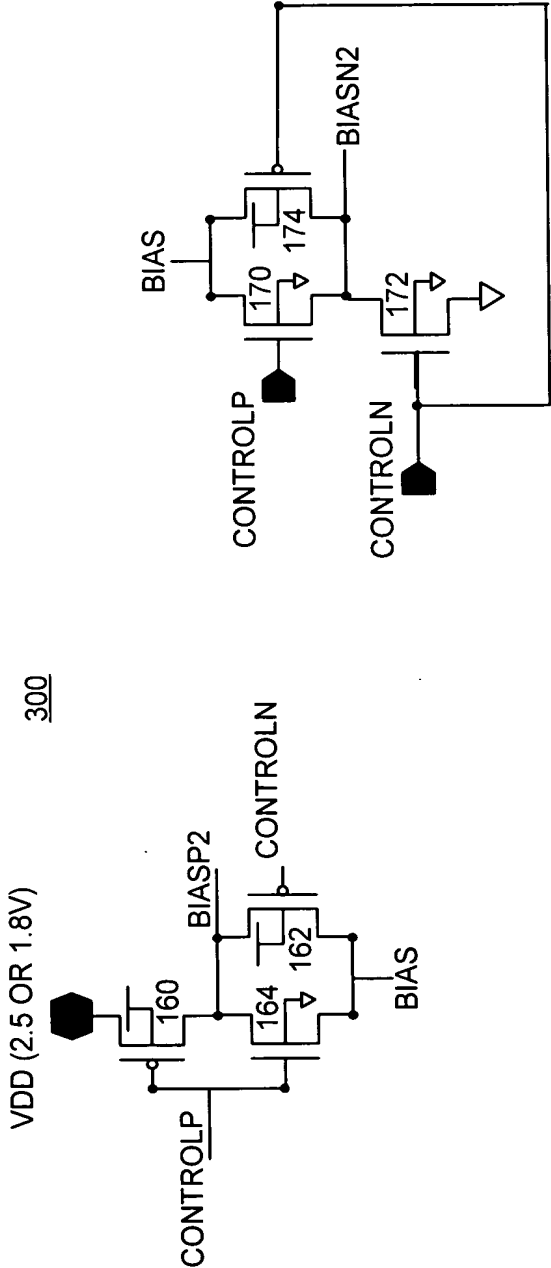 300
VDD (2.5 OR 1.8V)
160
BIASP2
CONTROLP
164
162
CONTROLN
BIAS
BIAS
170
174
CONTROLP
BIASN2
172
CONTROLN